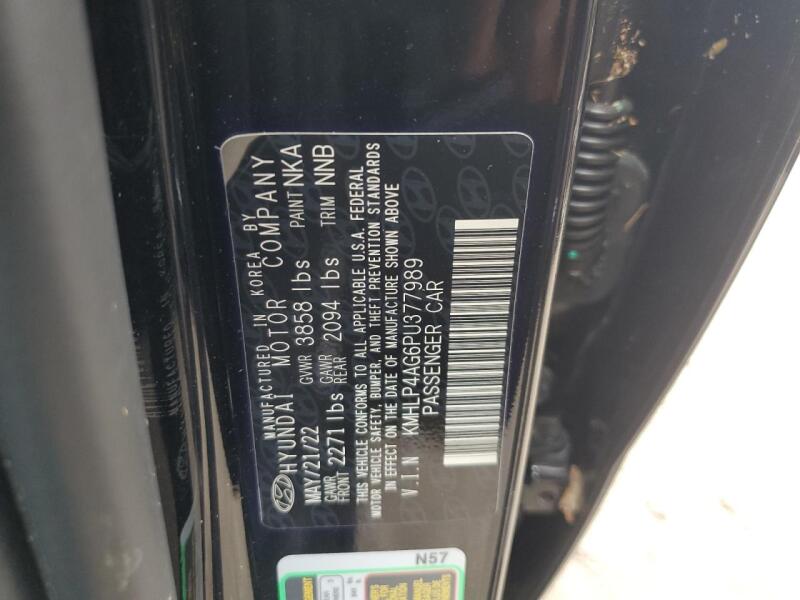 MANUFACTURED IN KOREA BY
HYUNDAI MOTOR COMPANY
MAY/21/22 GVWR 3858 lbs PAINT NKA
GAWR FRONT 2271 lbs GAWR REAR 2094 lbs TRIM NNB
THIS VEHICLE CONFORMS TO ALL APPLICABLE U.S.A. FEDERAL
MOTOR VEHICLE SAFETY, BUMPER, AND THEFT PREVENTION STANDARDS
IN EFFECT ON THE DATE OF MANUFACTURE SHOWN ABOVE
V.I.N KMHLP4AG6PU377989
PASSENGER CAR
N57